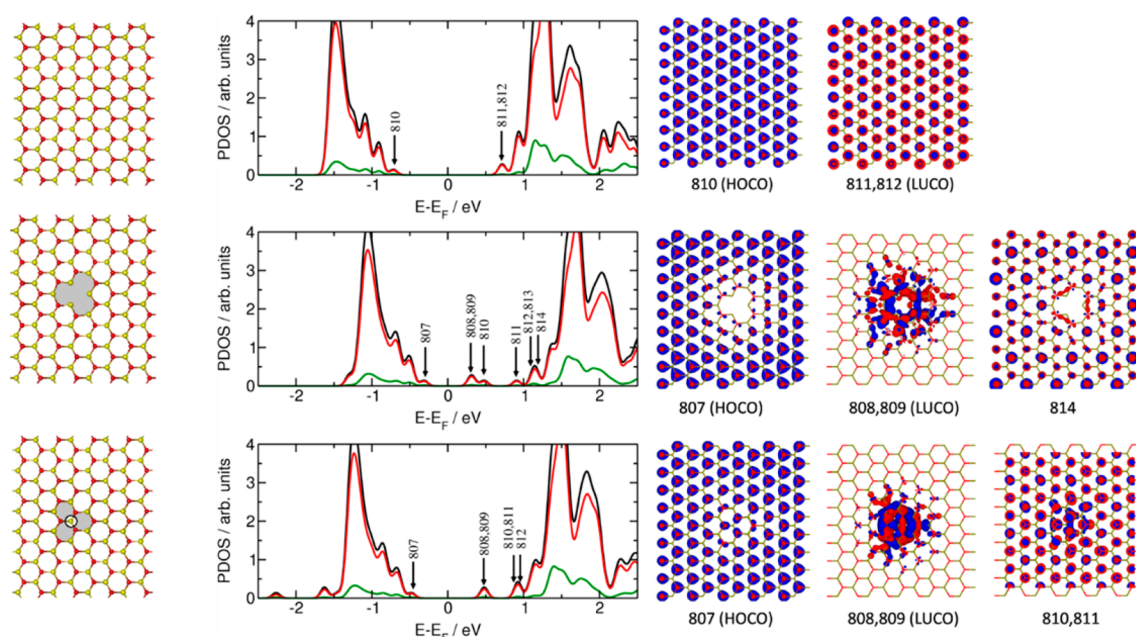 PDOS / arb. units
4
3
2
1
0
810
811,812
-2 -1 0 1 2
E-E_F / eV
810 (HOCO) 811,812 (LUCO)
PDOS / arb. units
4
3
2
1
0
807
808,809
810
811
812,813
814
-2 -1 0 1 2
E-E_F / eV
807 (HOCO) 808,809 (LUCO) 814
PDOS / arb. units
4
3
2
1
0
807
808,809
810,811
812
-2 -1 0 1 2
E-E_F / eV
807 (HOCO) 808,809 (LUCO) 810,811